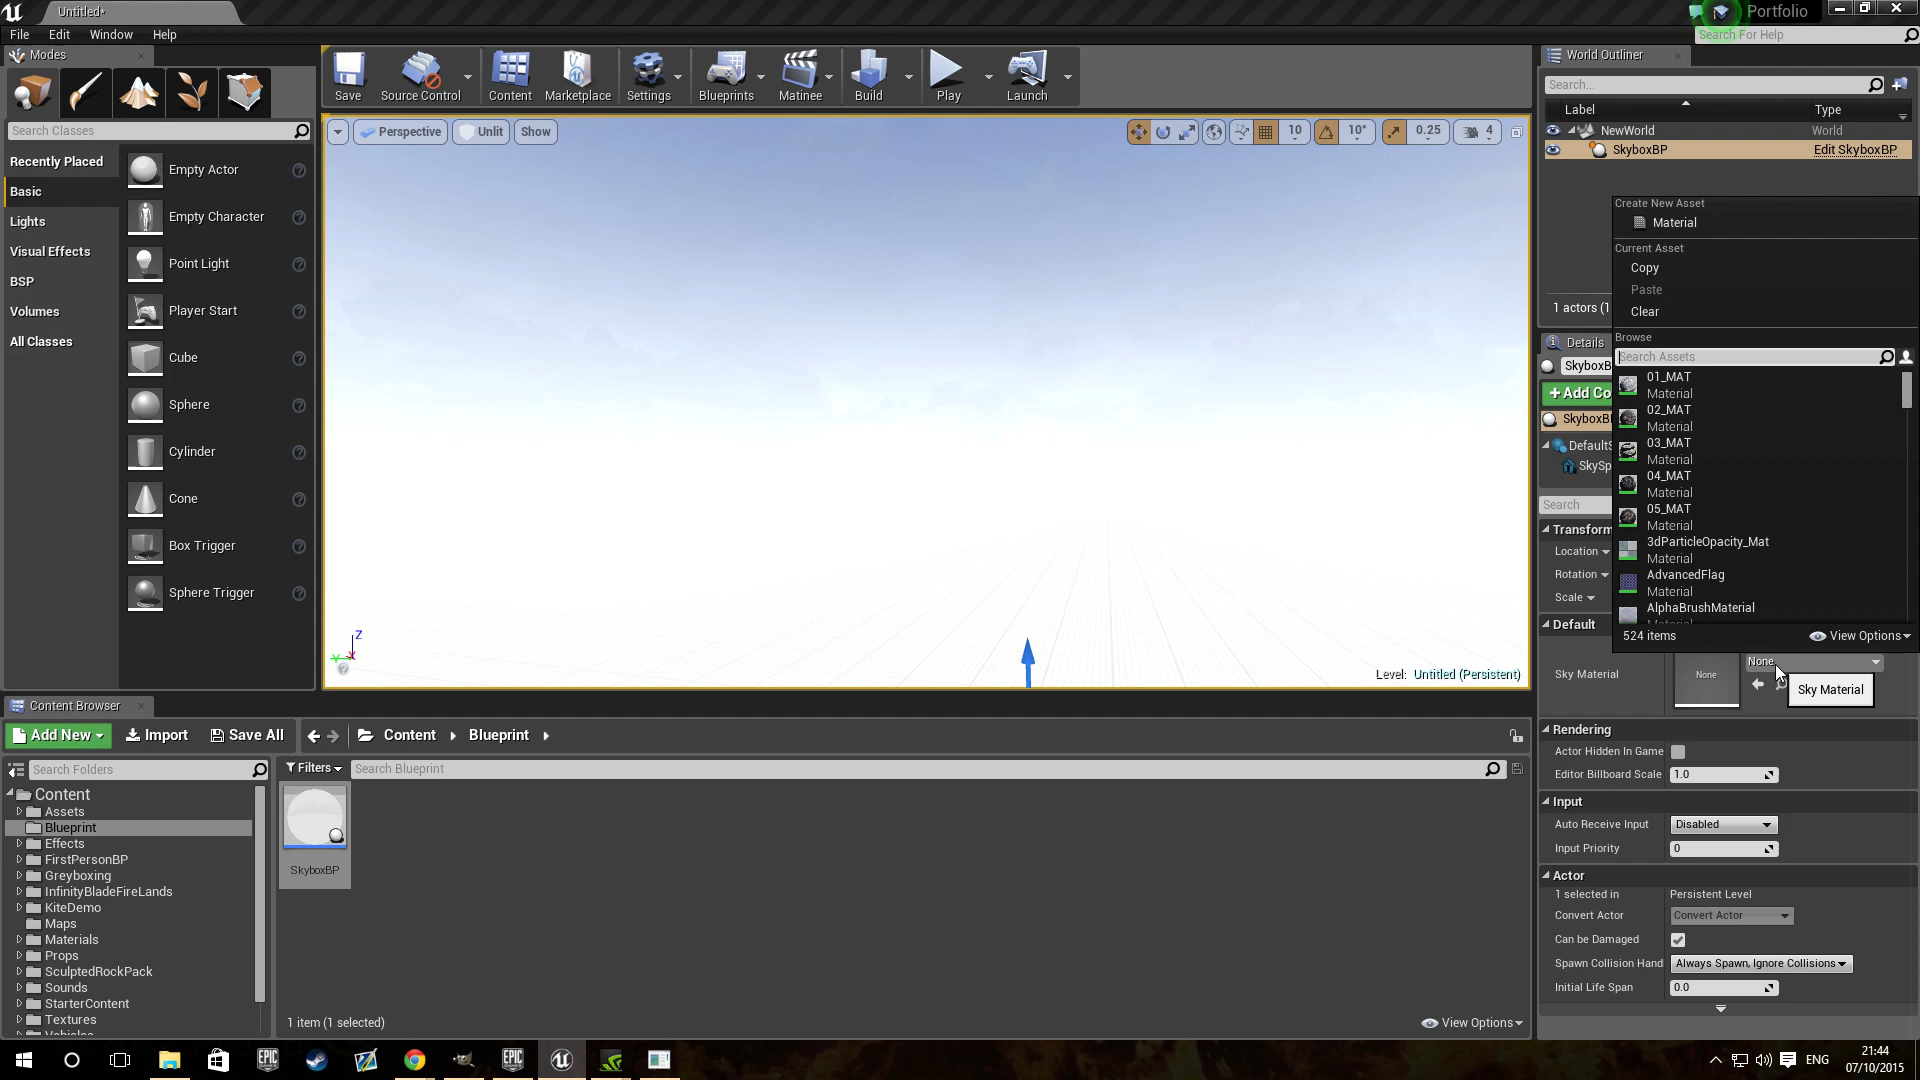 Untitled*
Portfolio
File Edit Window Help
Search For Help
Modes
Search Classes
Recently Placed
Basic
Lights
Visual Effects
BSP
Volumes
All Classes
Empty Actor
Empty Character
Point Light
Player Start
Cube
Sphere
Cylinder
Cone
Box Trigger
Sphere Trigger
Save Source Control Content Marketplace Settings Blueprints Matinee Build Play Launch
Perspective Unlit Show
10 10° 0.25 4
Z
Level: Untitled (Persistent)
World Outliner
Search...
Label Type
NewWorld World
SkyboxBP Edit SkyboxBP
1 actors (1
Create New Asset
Material
Current Asset
Copy
Paste
Clear
Browse
Search Assets
01_MAT
Material
02_MAT
Material
03_MAT
Material
04_MAT
Material
05_MAT
Material
3dParticleOpacity_Mat
Material
AdvancedFlag
Material
AlphaBrushMaterial
Material
524 items View Options
Details
SkyboxB
+ Add Co
SkyboxB
DefaultS
SkySp
Search
Transform
Location
Rotation
Scale
Default
Sky Material None None
Sky Material
Rendering
Actor Hidden In Game
Editor Billboard Scale 1.0
Input
Auto Receive Input Disabled
Input Priority 0
Actor
1 selected in Persistent Level
Convert Actor Convert Actor
Can be Damaged
Spawn Collision Hand Always Spawn, Ignore Collisions
Initial Life Span 0.0
Content Browser
Add New Import Save All Content Blueprint
Search Folders
Filters Search Blueprint
Content
Assets
Blueprint
Effects
FirstPersonBP
Greyboxing
InfinityBladeFireLands
KiteDemo
Maps
Materials
Props
SculptedRockPack
Sounds
StarterContent
Textures
Vehicles
SkyboxBP
1 item (1 selected) View Options
EPIC GAMES
EPIC GAMES
ENG
21:44
07/10/2015